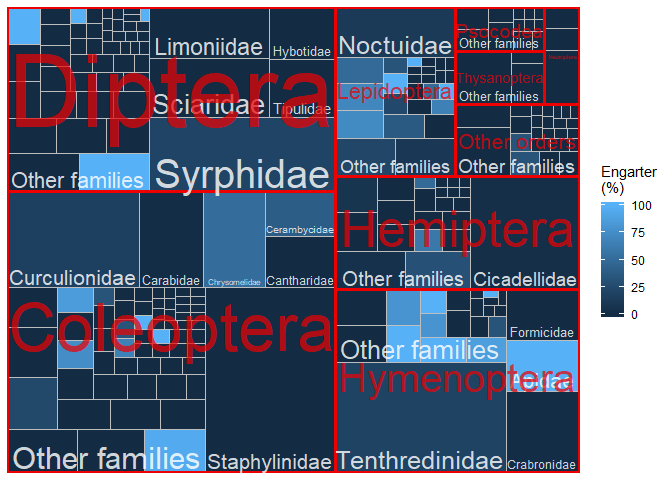 Limoniidae
Hybotidae
Diptera
Sciaridae
Tipulidae
Other families
Syrphidae
Noctuidae
Lepidoptera
Other families
Psocodea
Other families
Thysanoptera
Other families
Other orders
Other families
Cerambycidae
Curculionidae
Carabidae
Chrysomelidae
Cantharidae
Coleoptera
Other families
Staphylinidae
Hemiptera
Other families
Cicadellidae
Formicidae
Other families
Apidae
Hymenoptera
Tenthredinidae
Crabronidae
Engarter
(%)
100
75
50
25
0